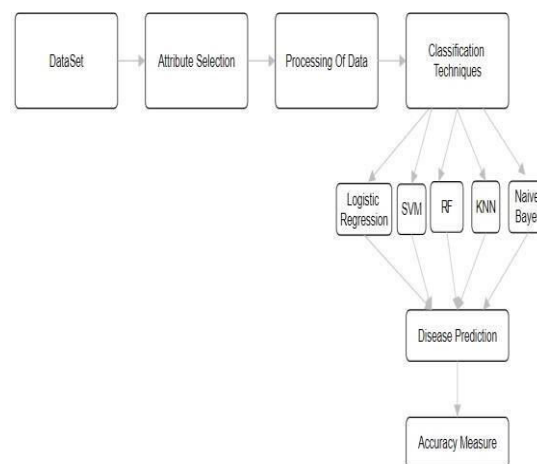 DataSet
Attribute Selection
Processing Of Data
Classification
Techniques
Logistic
Regression
SVM
RF
KNN
Naive
Baye
Disease Prediction
Accuracy Measure